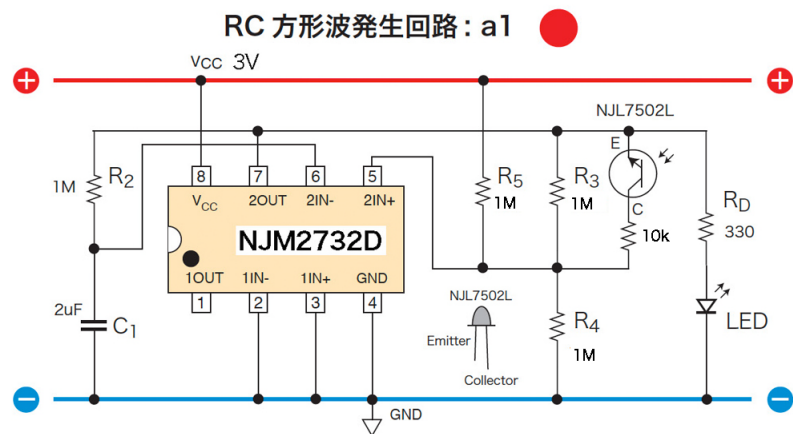 RC 方形波発生回路 : a1
Vcc 3V
NJL7502L
E
C
1M
R2
8
7
6
5
VCC
2OUT
2IN-
2IN+
NJM2732D
1OUT
1IN-
1IN+
GND
1
2
3
4
R5
1M
R3
1M
10k
RD
330
2uF
C1
NJL7502L
Emitter
Collector
R4
1M
LED
GND